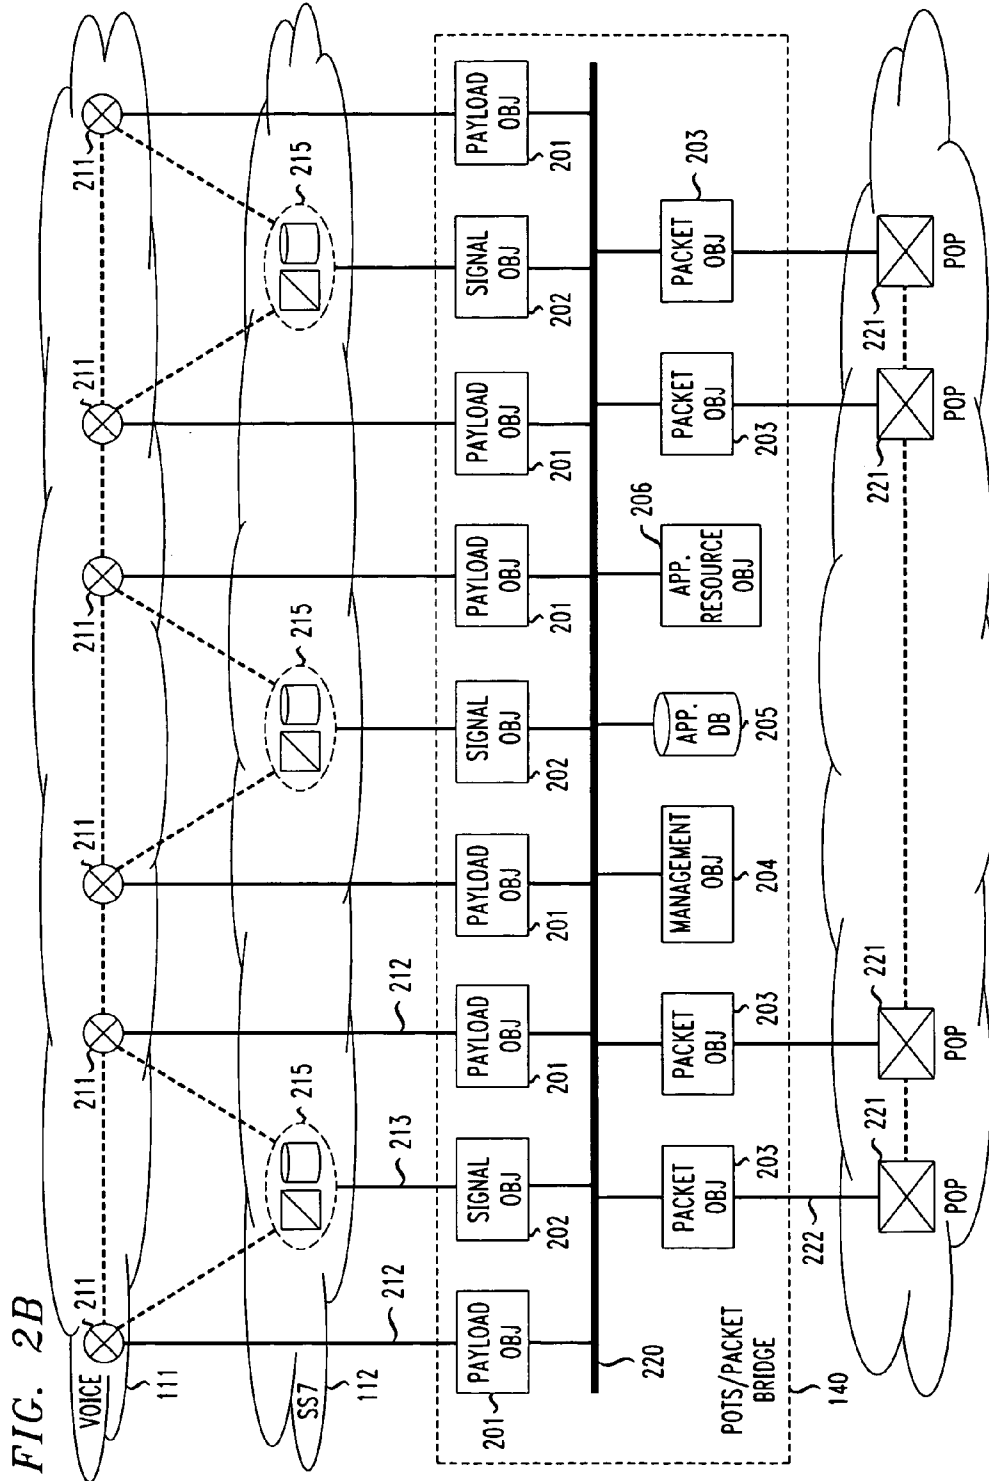 FIG. 2B
VOICE
211
211
211
211
211
211
111
SS7
215
215
215
112
212
213
212
PAYLOAD OBJ
SIGNAL OBJ
PAYLOAD OBJ
PAYLOAD OBJ
SIGNAL OBJ
PAYLOAD OBJ
PAYLOAD OBJ
SIGNAL OBJ
PAYLOAD OBJ
201
202
201
201
202
201
201
202
201
220
206
PACKET OBJ
PACKET OBJ
MANAGEMENT OBJ
APP. DB
APP. RESOURCE OBJ
PACKET OBJ
PACKET OBJ
203
203
204
205
203
203
POTS/PACKET
BRIDGE
140
222
221
221
221
221
POP
POP
POP
POP